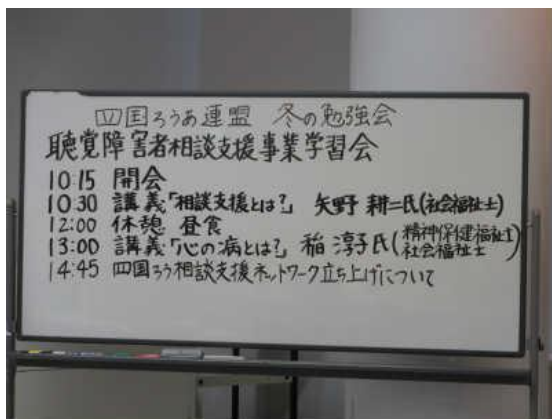 四国ろうあ連盟 冬の勉強会
聴覚障害者相談支援事業学習会
10:15 開会
10:30 講義「相談支援とは?」 矢野 耕二氏(社会福祉士)
12:00 休憩 昼食
13:00 講義「心の病とは?」 稲 淳子氏(精神保健福祉士 社会福祉士)
14:45 四国ろう相談支援ネットワーク立ち上げについて